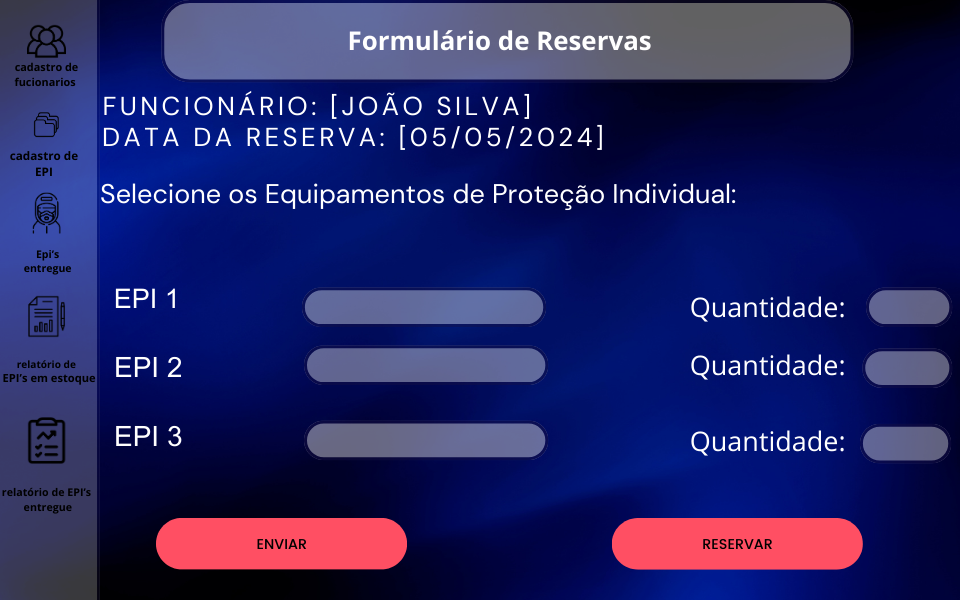 Formulário de Reservas
cadastro de
fucionarios
cadastro de
EPI
Epi's
entregue
relatório de
EPI's em estoque
relatório de EPI's
entregue
FUNCIONÁRIO: [JOÃO SILVA]
DATA DA RESERVA: [05/05/2024]
Selecione os Equipamentos de Proteção Individual:
EPI 1
Quantidade:
EPI 2
Quantidade:
EPI 3
Quantidade:
ENVIAR
RESERVAR